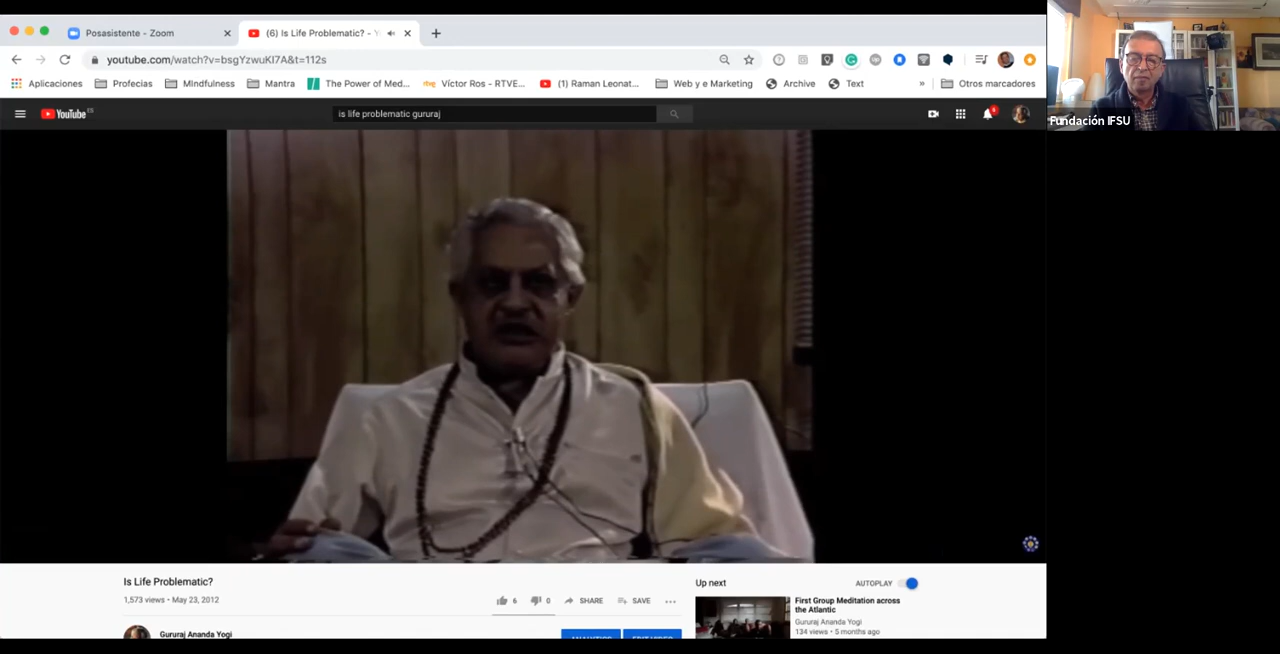 Posasistente - Zoom
(6) Is Life Problematic? - Y
youtube.com/watch?v=bsgYzwuKI7A&t=112s
Aplicaciones Profecias Mindfulness Mantra The Power of Med... Víctor Ros - RTVE... (1) Raman Leonat... Web y e Marketing Archive Text » Otros marcadores
Fundación IFSU
YouTube ES
is life problematic gururaj
Is Life Problematic?
1,573 views • May 23, 2012
6 0 SHARE SAVE
Gururaj Ananda Yogi
ANALYTICS EDIT VIDEO
Up next
AUTOPLAY
First Group Meditation across
the Atlantic
Gururaj Ananda Yogi
134 views • 5 months ago